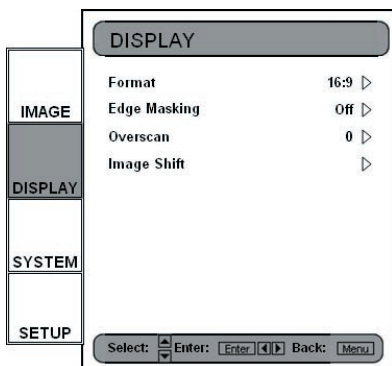 DISPLAY
IMAGE
DISPLAY
SYSTEM
SETUP
Format 16:9
Edge Masking Off
Overscan 0
Image Shift
Select: Enter: Enter Back: Menu